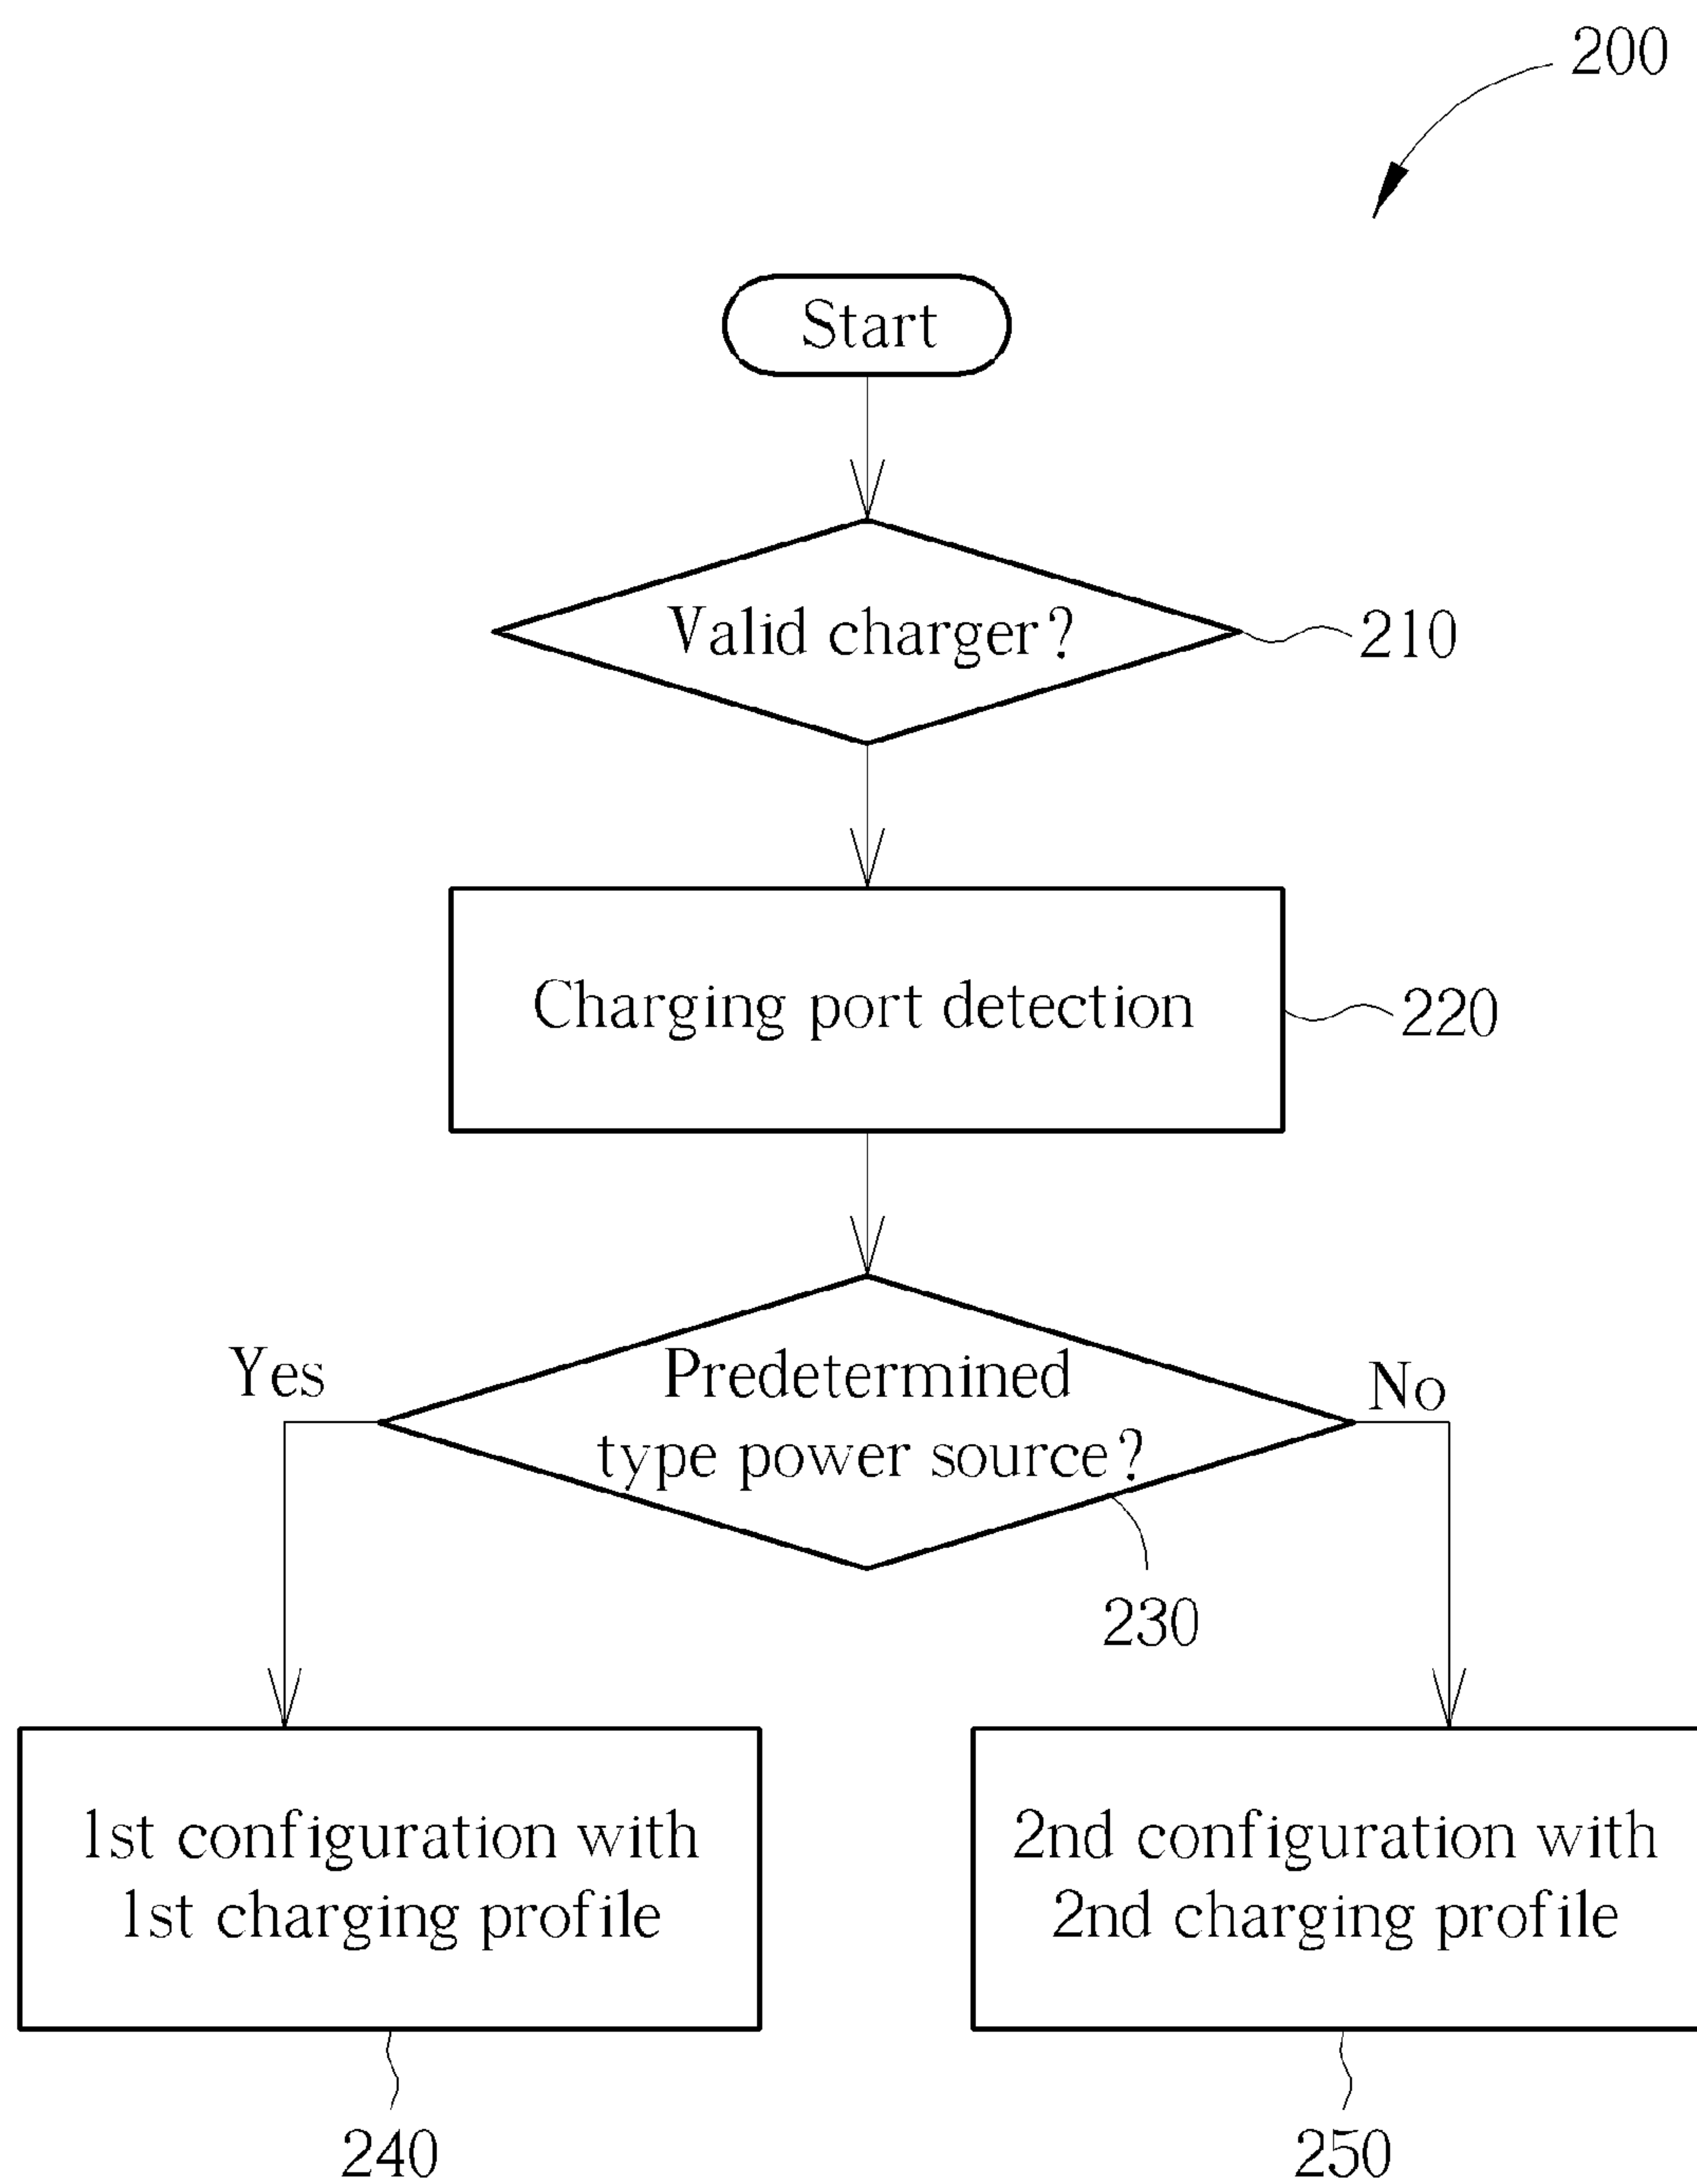 200
Start
Valid charger?
210
Charging port detection
220
Yes
Predetermined
type power source?
No
230
1st configuration with
1st charging profile
2nd configuration with
2nd charging profile
240
250